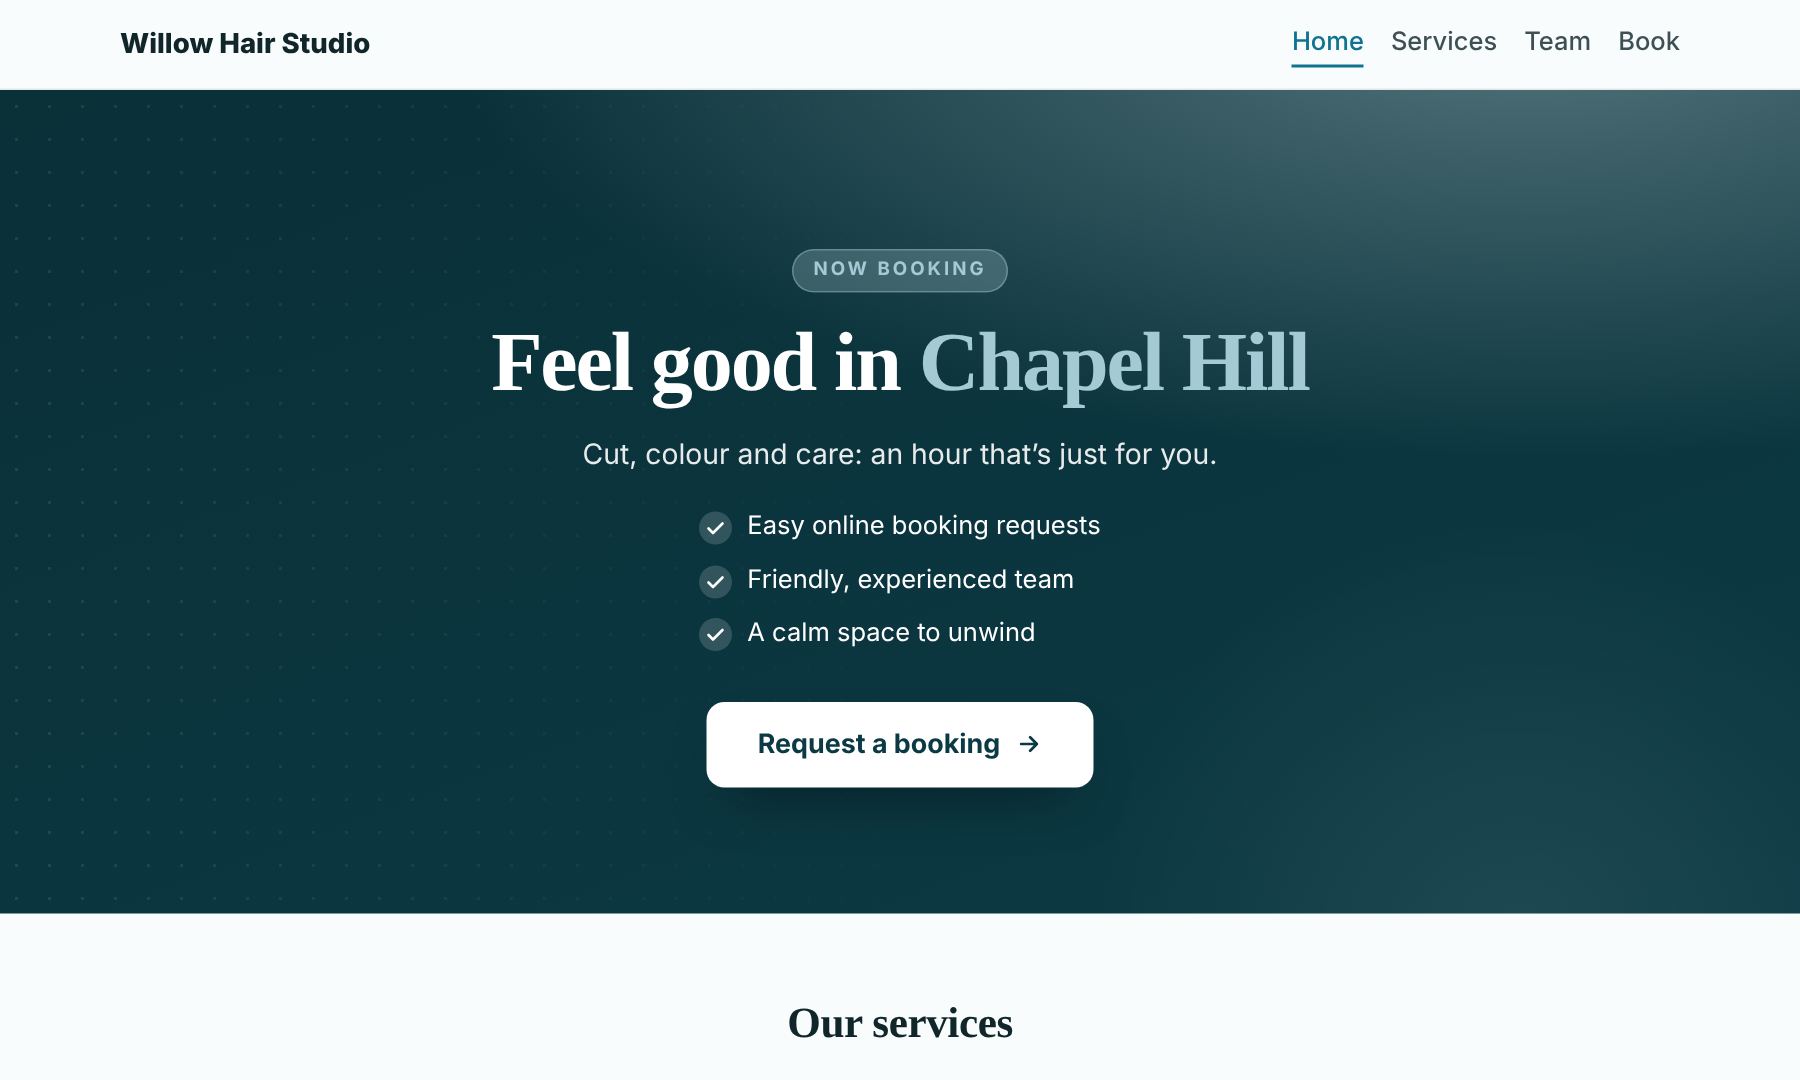 Willow Hair Studio
Home Services Team Book
NOW BOOKING
Feel good in Chapel Hill
Cut, colour and care: an hour that’s just for you.
Easy online booking requests
Friendly, experienced team
A calm space to unwind
Request a booking →
Our services